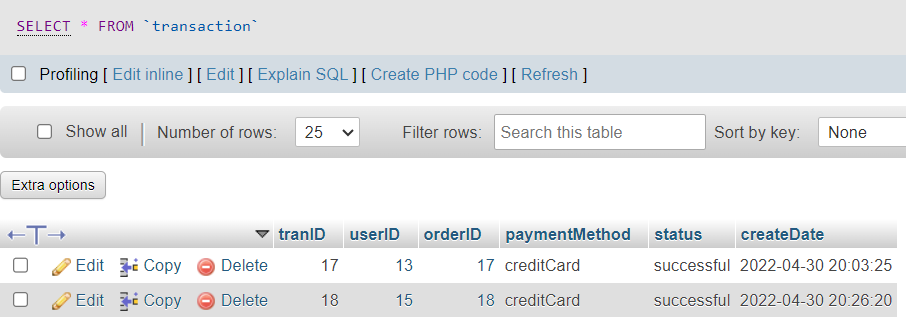 SELECT * FROM `transaction`
Profiling [ Edit inline ] [ Edit ] [ Explain SQL ] [ Create PHP code ] [ Refresh ]
Show all Number of rows: 25 Filter rows: Search this table Sort by key: None
Extra options
←T→ tranID userID orderID paymentMethod status createDate
Edit Copy Delete 17 13 17 creditCard successful 2022-04-30 20:03:25
Edit Copy Delete 18 15 18 creditCard successful 2022-04-30 20:26:20